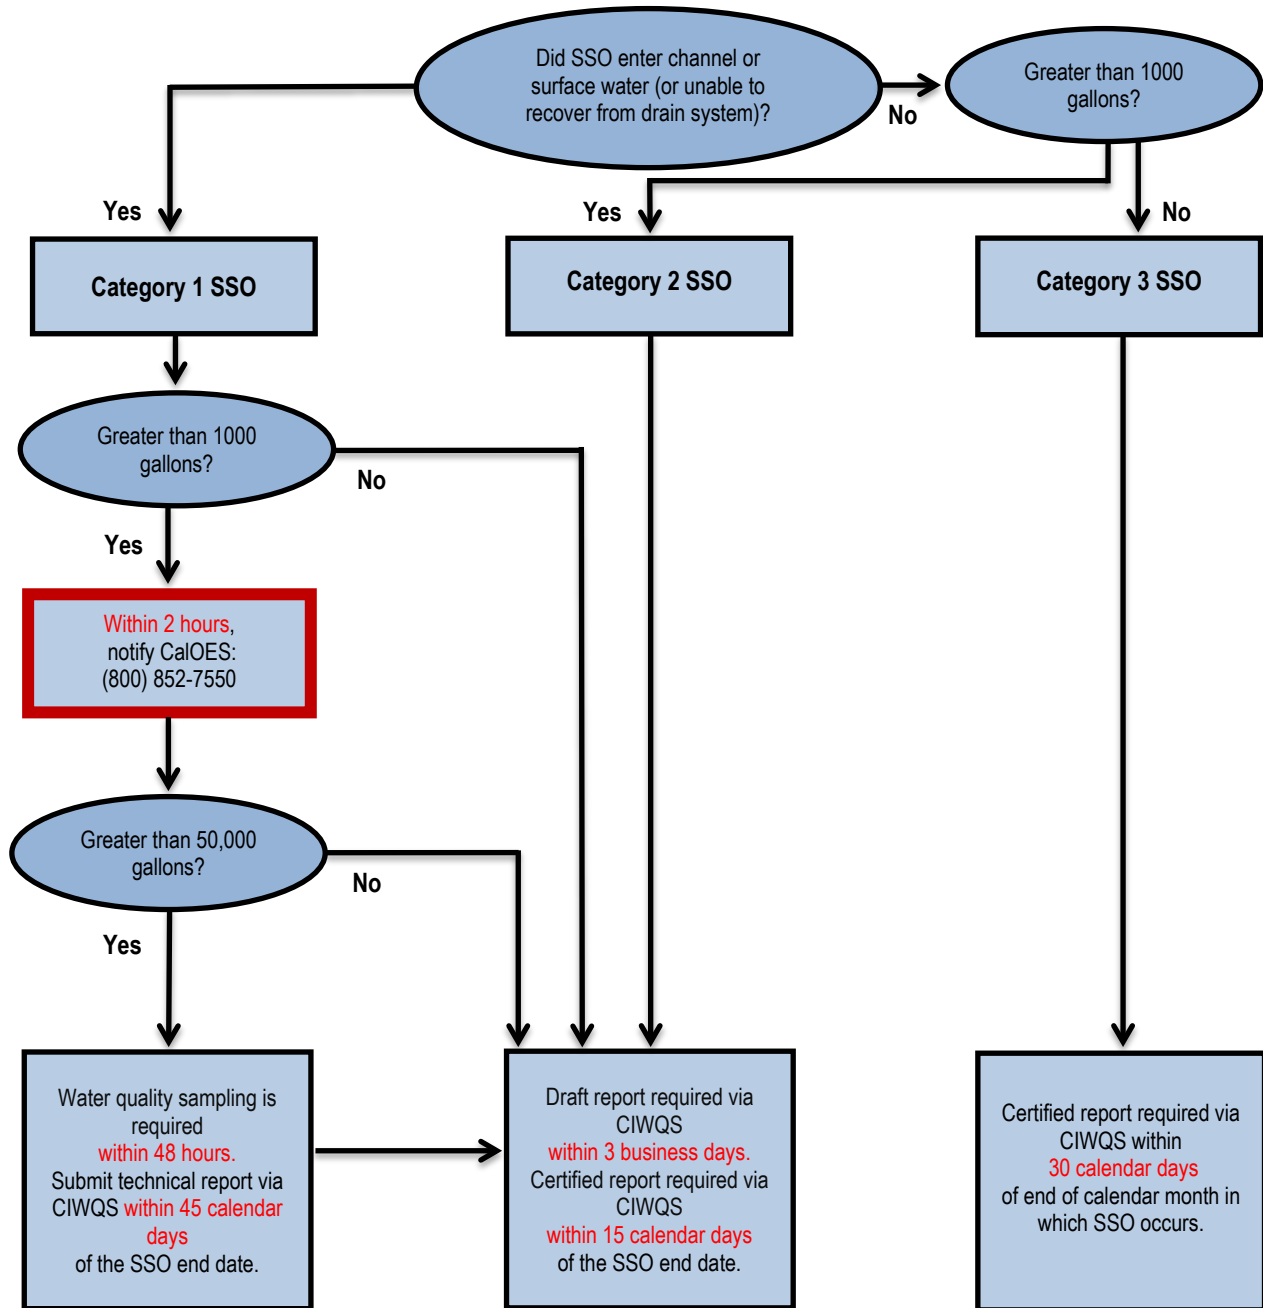 Did SSO enter channel or
surface water (or unable to
recover from drain system)?
No
Greater than 1000
gallons?
Yes
Yes
No
Category 1 SSO
Category 2 SSO
Category 3 SSO
Greater than 1000
gallons?
No
Yes
Within 2 hours,
notify CalOES:
(800) 852-7550
Greater than 50,000
gallons?
No
Yes
Water quality sampling is
required
within 48 hours.
Submit technical report via
CIWQS within 45 calendar
days
of the SSO end date.
Draft report required via
CIWQS
within 3 business days.
Certified report required via
CIWQS
within 15 calendar days
of the SSO end date.
Certified report required via
CIWQS within
30 calendar days
of end of calendar month in
which SSO occurs.